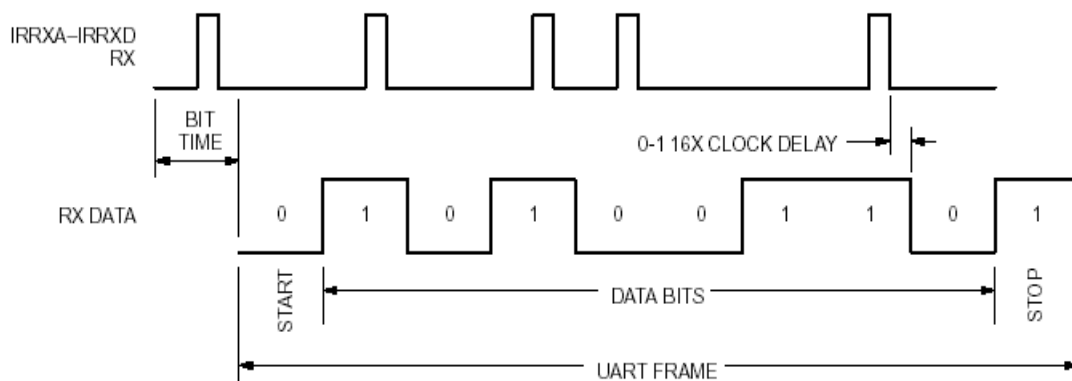 IRRXA–IRRXD
RX
BIT
TIME
0-1 16X CLOCK DELAY
RX DATA
0 1 0 1 0 0 1 1 0 1
START
DATA BITS
STOP
UART FRAME